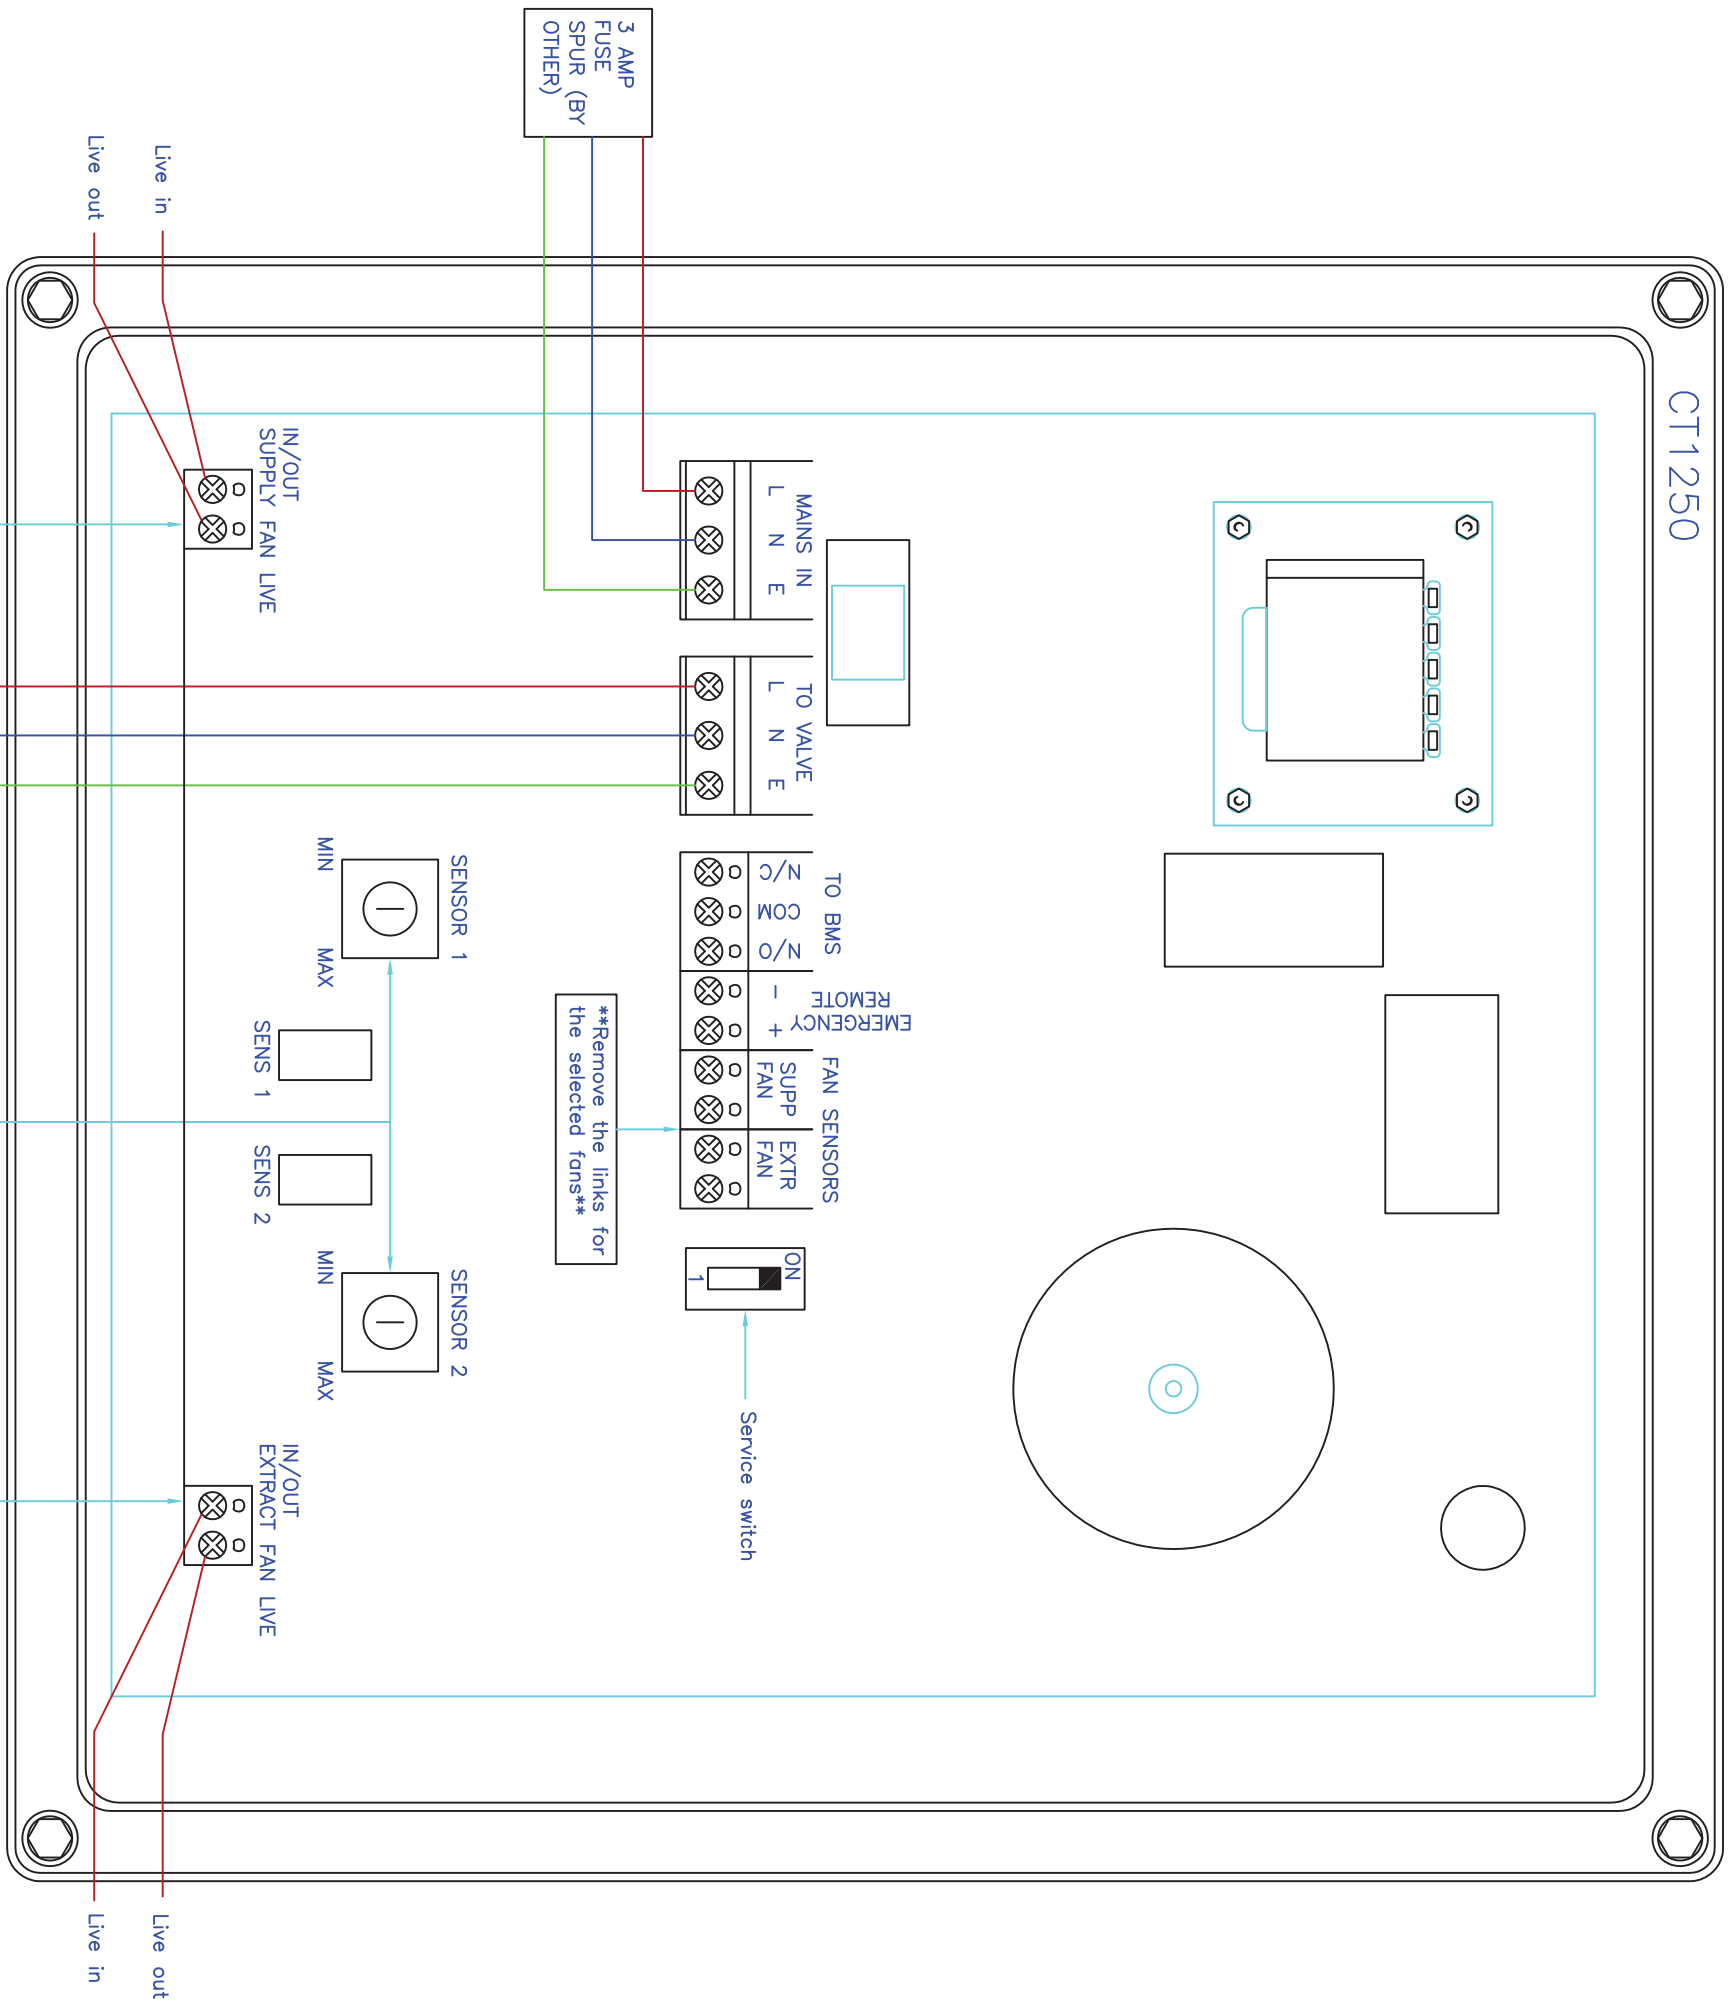 CT1250
3 AMP
FUSE
SPUR (BY
OTHER)
MAINS IN
L N E
TO VALVE
L N E
TO BMS
N/C
COM
N/O
REMOTE
EMERGENCY
- +
FAN SENSORS
SUPP
FAN
EXTR
FAN
**Remove the links for
the selected fans**
ON
1
Service switch
SENSOR 1
MIN
MAX
SENS 1
SENS 2
SENSOR 2
MIN
MAX
IN/OUT
SUPPLY FAN LIVE
IN/OUT
EXTRACT FAN LIVE
Live in
Live out
Live out
Live in